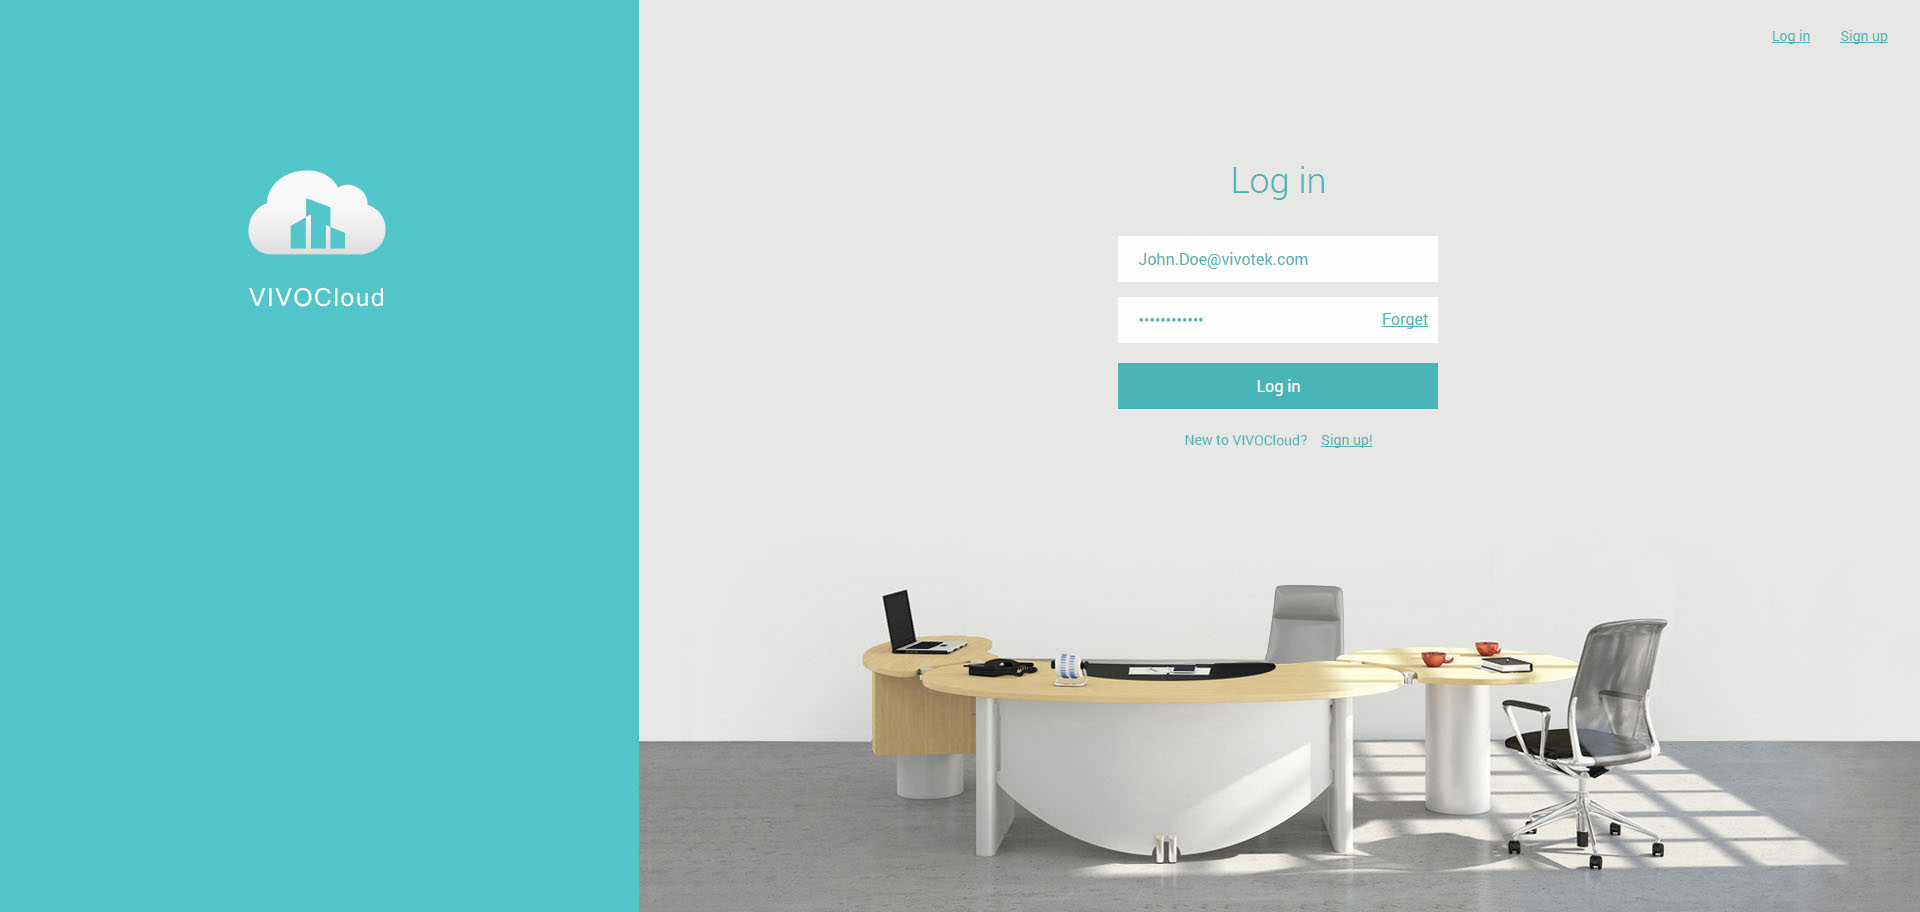 Log in Sign up
VIVOCloud
Log in
John.Doe@vivotek.com
•••••••••••• Forget
Log in
New to VIVOCloud? Sign up!